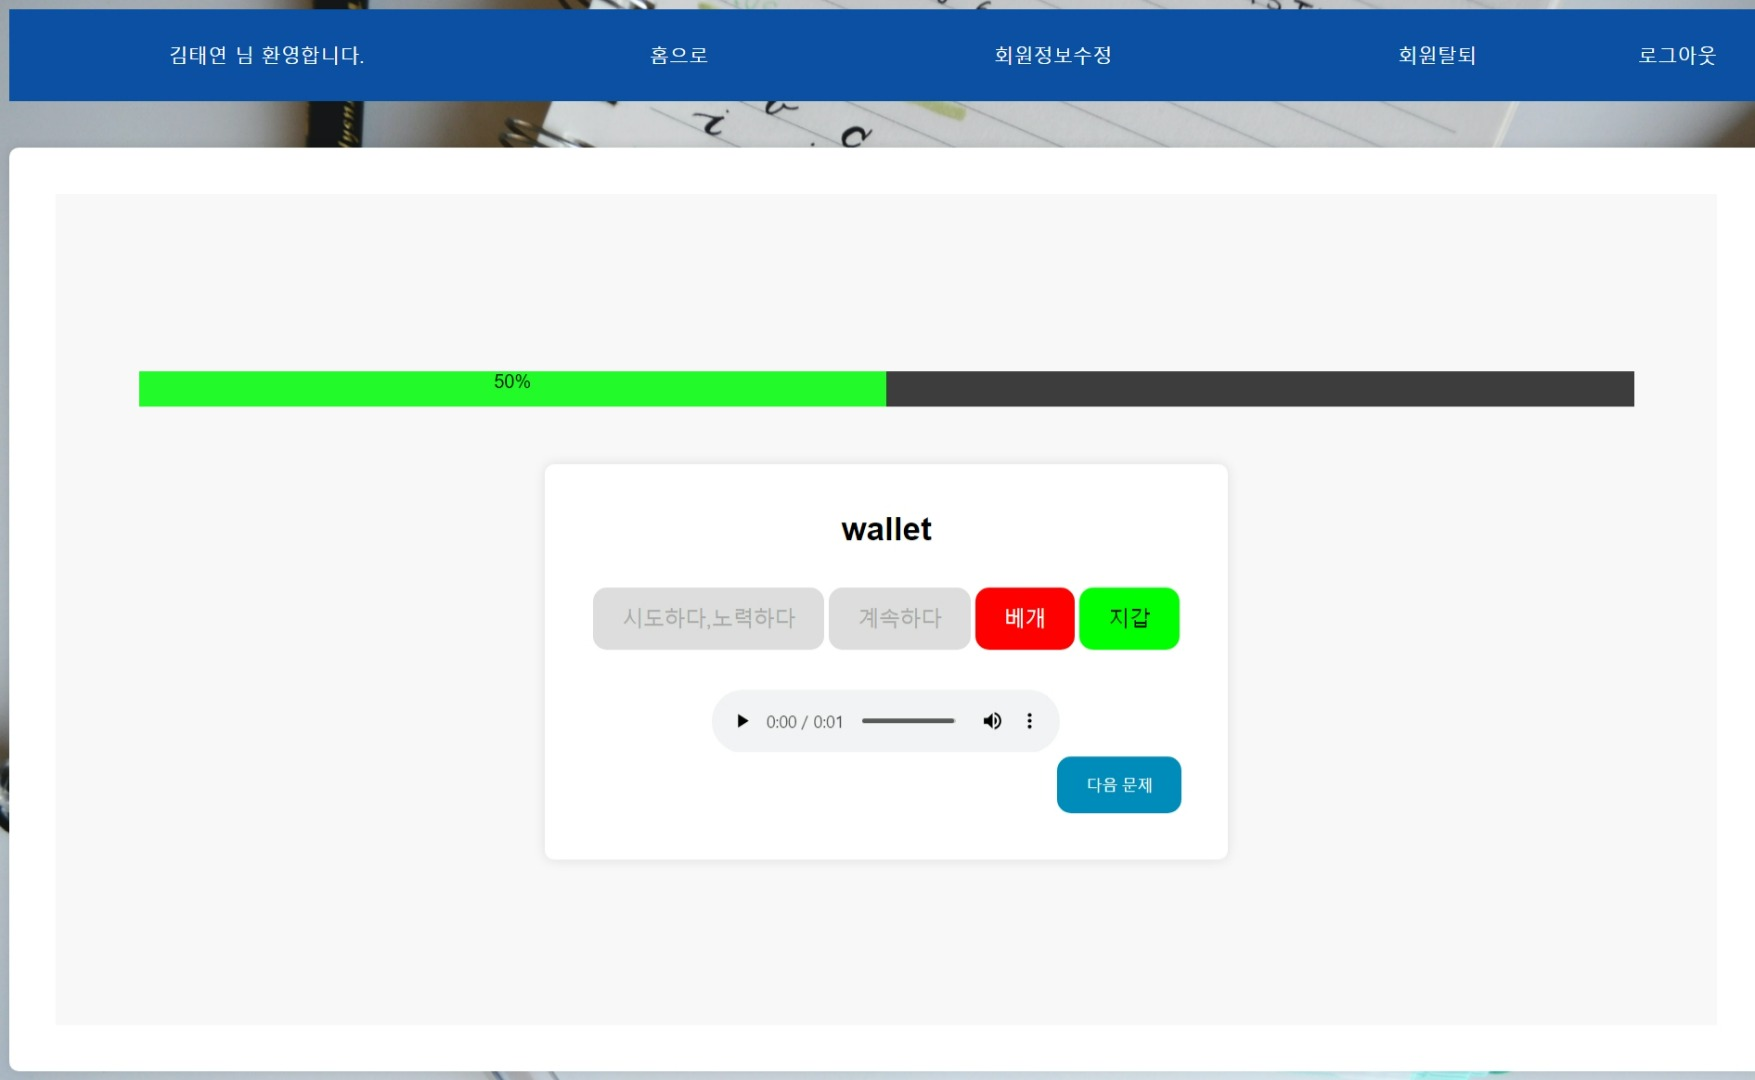 김태연 님 환영합니다. 홈으로 회원정보수정 회원탈퇴 로그아웃
50%
wallet
시도하다,노력하다 계속하다 베개 지갑
0:00 / 0:01
다음 문제